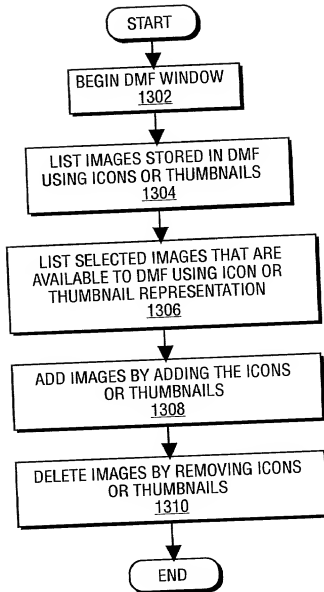 START
BEGIN DMF WINDOW
1302
LIST IMAGES STORED IN DMF
USING ICONS OR THUMBNAILS
1304
LIST SELECTED IMAGES THAT ARE
AVAILABLE TO DMF USING ICON OR
THUMBNAIL REPRESENTATION
1306
ADD IMAGES BY ADDING THE ICONS
OR THUMBNAILS
1308
DELETE IMAGES BY REMOVING ICONS
OR THUMBNAILS
1310
END